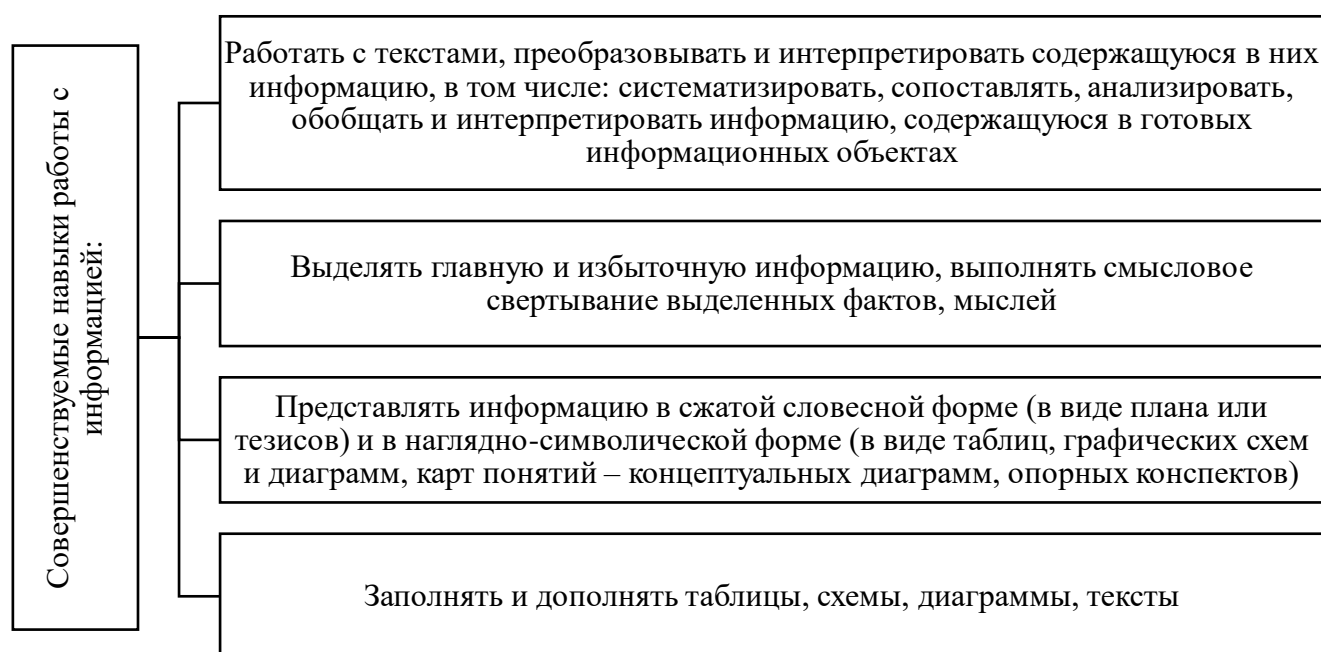 Совершенствуемые навыки работы с
информацией:
Работать с текстами, преобразовывать и интерпретировать содержащуюся в них
информацию, в том числе: систематизировать, сопоставлять, анализировать,
обобщать и интерпретировать информацию, содержащуюся в готовых
информационных объектах
Выделять главную и избыточную информацию, выполнять смысловое
свертывание выделенных фактов, мыслей
Представлять информацию в сжатой словесной форме (в виде плана или
тезисов) и в наглядно-символической форме (в виде таблиц, графических схем
и диаграмм, карт понятий – концептуальных диаграмм, опорных конспектов)
Заполнять и дополнять таблицы, схемы, диаграммы, тексты